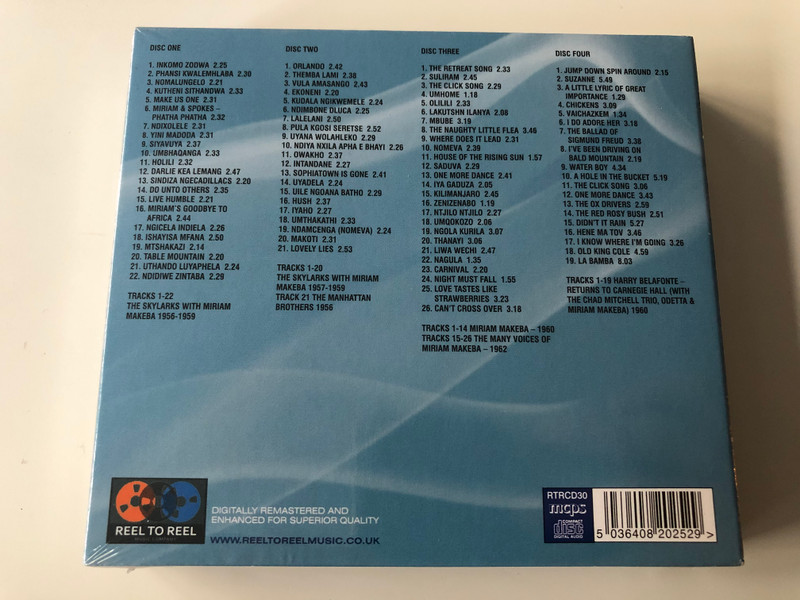 DISC ONE
1. INKOMO ZODWA 2.25
2. PHANSI KWALEMHLABA 2.30
3. NOMALUNGELO 2.21
4. KUTHENI SITHANDWA 2.33
5. MAKE US ONE 2.31
6. MIRIAM & SPOKES –
PHATHA PHATHA 2.32
7. NDIXOLELE 2.31
8. YINI MADODA 2.31
9. SIYAVUYA 2.37
10. UMBHAQANGA 2.33
11. HOLILI 2.32
12. DARLIE KEA LEMANG 2.47
13. SINDIZA NGECADILLACS 2.20
14. DO UNTO OTHERS 2.35
15. LIVE HUMBLE 2.21
16. MIRIAM'S GOODBYE TO
AFRICA 2.44
17. NGICELA INDIELA 2.26
18. ISHAYISA MFANA 2.50
19. MTSHAKAZI 2.14
20. TABLE MOUNTAIN 2.20
21. UTHANDO LUYAPHELA 2.24
22. NDIDIWE ZINTABA 2.29
TRACKS 1-22
THE SKYLARKS WITH MIRIAM
MAKEBA 1956-1959
DISC TWO
1. ORLANDO 2.42
2. THEMBA LAMI 2.38
3. VULA AMASANGO 2.43
4. EKONENI 2.20
5. KUDALA NGIKWEMELE 2.24
6. NDIMBONE DLUCA 2.25
7. LALELANI 2.50
8. PULA KGOSI SERETSE 2.52
9. UYANA WOLAHLEKO 2.29
10. NDIYA NXILA APHA E BHAYI 2.26
11. OWAKHO 2.37
12. INTANDANE 2.27
13. SOPHIATOWN IS GONE 2.41
14. UYADELA 2.24
15. UILE NGOANA BATHO 2.29
16. HUSH 2.37
17. IYAHO 2.27
18. UMTHAKATHI 2.33
19. NDAMCENGA (NOMEVA) 2.24
20. MAKOTI 2.31
21. LOVELY LIES 2.53
TRACKS 1-20
THE SKYLARKS WITH MIRIAM
MAKEBA 1957-1959
TRACK 21 THE MANHATTAN
BROTHERS 1956
DISC THREE
1. THE RETREAT SONG 2.33
2. SULIRAM 2.45
3. THE CLICK SONG 2.29
4. UMHOME 1.18
5. OLILILI 2.33
6. LAKUTSHN ILANYA 2.08
7. MBUBE 3.19
8. THE NAUGHTY LITTLE FLEA 3.46
9. WHERE DOES IT LEAD 2.31
10. NOMEVA 2.39
11. HOUSE OF THE RISING SUN 1.57
12. SADUVA 2.29
13. ONE MORE DANCE 2.41
14. IYA GADUZA 2.05
15. KILIMANJARO 2.45
16. ZENIZENABO 1.19
17. NTJILO NTJILO 2.27
18. UMQOKOZO 2.06
19. NGOLA KURILA 3.07
20. THANAYI 3.06
21. LIWA WECHI 2.47
22. NAGULA 1.35
23. CARNIVAL 2.20
24. NIGHT MUST FALL 1.55
25. LOVE TASTES LIKE
STRAWBERRIES 3.23
26. CAN'T CROSS OVER 3.18
TRACKS 1-14 MIRIAM MAKEBA – 1960
TRACKS 15-26 THE MANY VOICES OF
MIRIAM MAKEBA – 1962
DISC FOUR
1. JUMP DOWN SPIN AROUND 2.15
2. SUZANNE 5.49
3. A LITTLE LYRIC OF GREAT
IMPORTANCE 1.29
4. CHICKENS 3.09
5. VAICHAZKEM 1.34
6. I DO ADORE HER 3.18
7. THE BALLAD OF
SIGMUND FREUD 3.38
8. I'VE BEEN DRIVING ON
BALD MOUNTAIN 2.19
9. WATER BOY 4.34
10. A HOLE IN THE BUCKET 5.19
11. THE CLICK SONG 3.06
12. ONE MORE DANCE 3.43
13. THE OX DRIVERS 2.59
14. THE RED ROSY BUSH 2.51
15. DIDN'T IT RAIN 5.27
16. HENE MA TOV 3.46
17. I KNOW WHERE I'M GOING 3.26
18. OLD KING COLE 4.59
19. LA BAMBA 8.03
TRACKS 1-19 HARRY BELAFONTE –
RETURNS TO CARNEGIE HALL (WITH
THE CHAD MITCHELL TRIO, ODETTA &
MIRIAM MAKEBA) 1960
REEL TO REEL
DIGITALLY REMASTERED AND
ENHANCED FOR SUPERIOR QUALITY
WWW.REELTOREELMUSIC.CO.UK
RTRCD30
mcps
COMPACT
disc
DIGITAL AUDIO
5 036408 202529 >